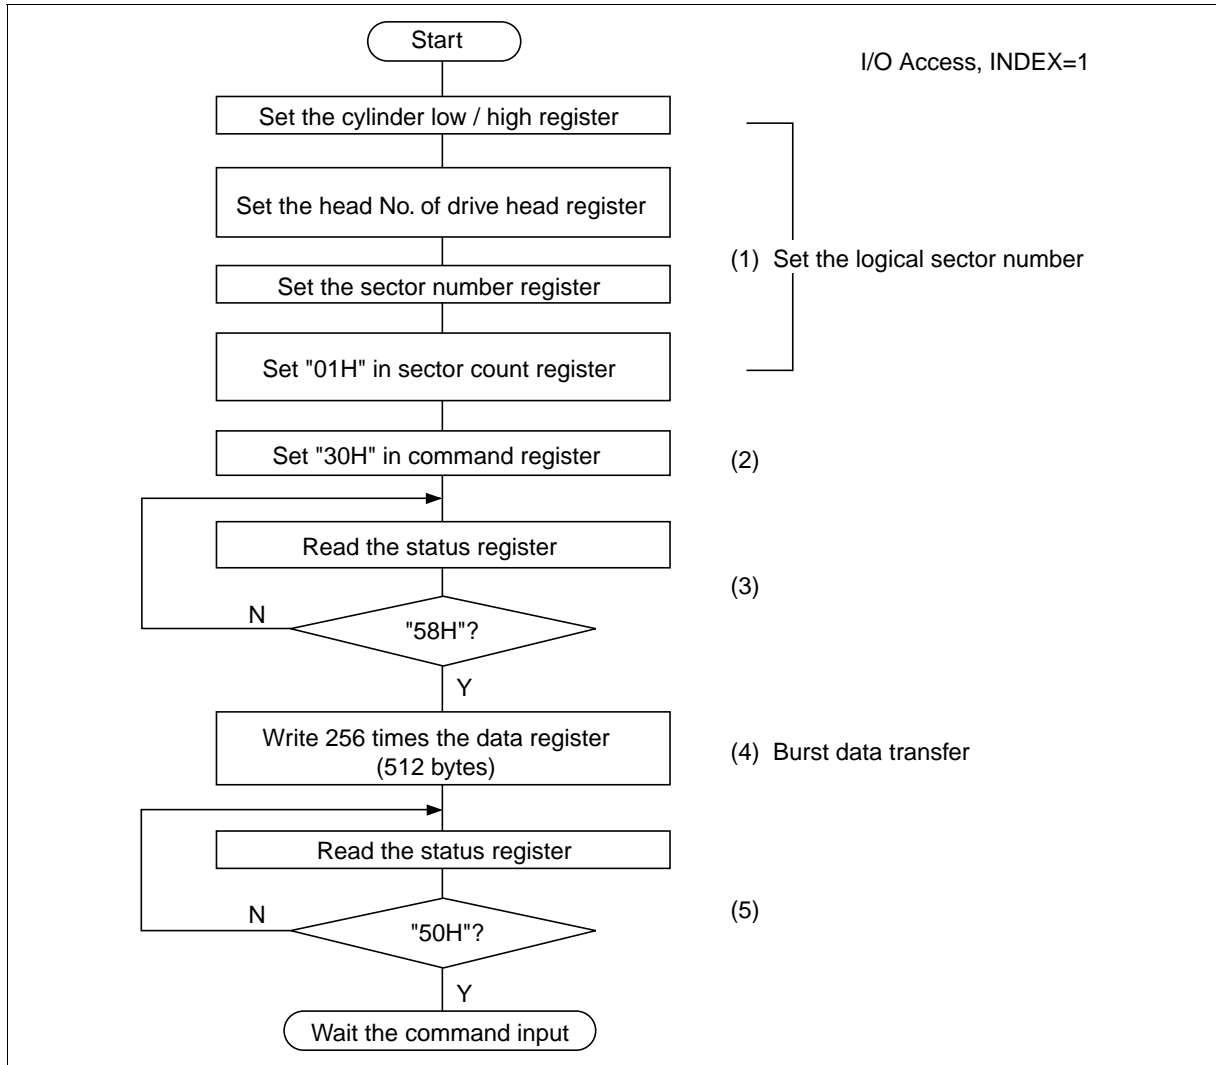 Start
I/O Access, INDEX=1
Set the cylinder low / high register
Set the head No. of drive head register
(1) Set the logical sector number
Set the sector number register
Set "01H" in sector count register
Set "30H" in command register
(2)
Read the status register
(3)
N
"58H"?
Y
Write 256 times the data register
(512 bytes)
(4) Burst data transfer
Read the status register
(5)
N
"50H"?
Y
Wait the command input